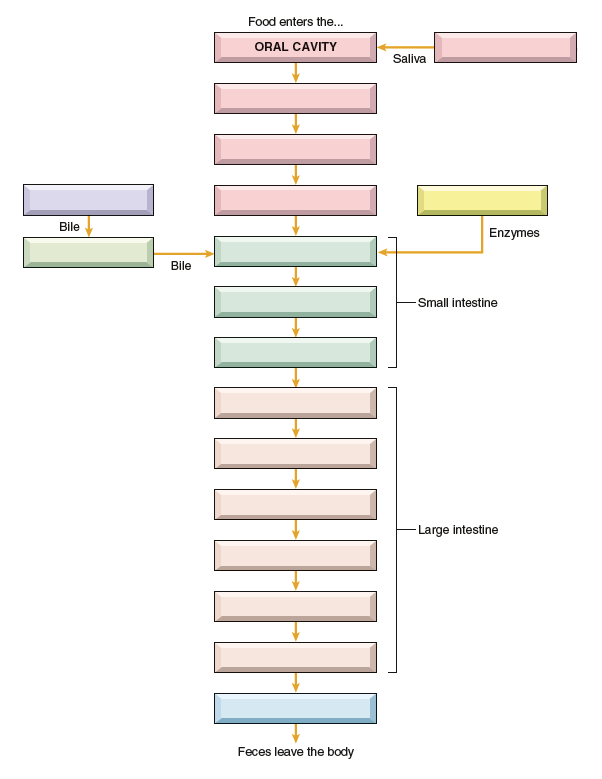 Food enters the...
ORAL CAVITY
Saliva
Bile
Bile
Enzymes
Small intestine
Large intestine
Feces leave the body